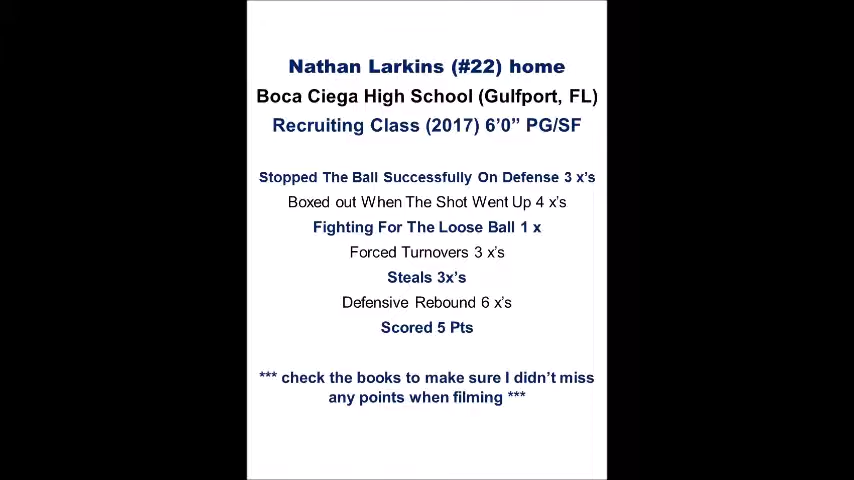 Nathan Larkins (#22) home
Boca Ciega High School (Gulfport, FL)
Recruiting Class (2017) 6’0” PG/SF
Stopped The Ball Successfully On Defense 3 x’s
Boxed out When The Shot Went Up 4 x’s
Fighting For The Loose Ball 1 x
Forced Turnovers 3 x’s
Steals 3x’s
Defensive Rebound 6 x’s
Scored 5 Pts
*** check the books to make sure I didn’t miss
any points when filming ***